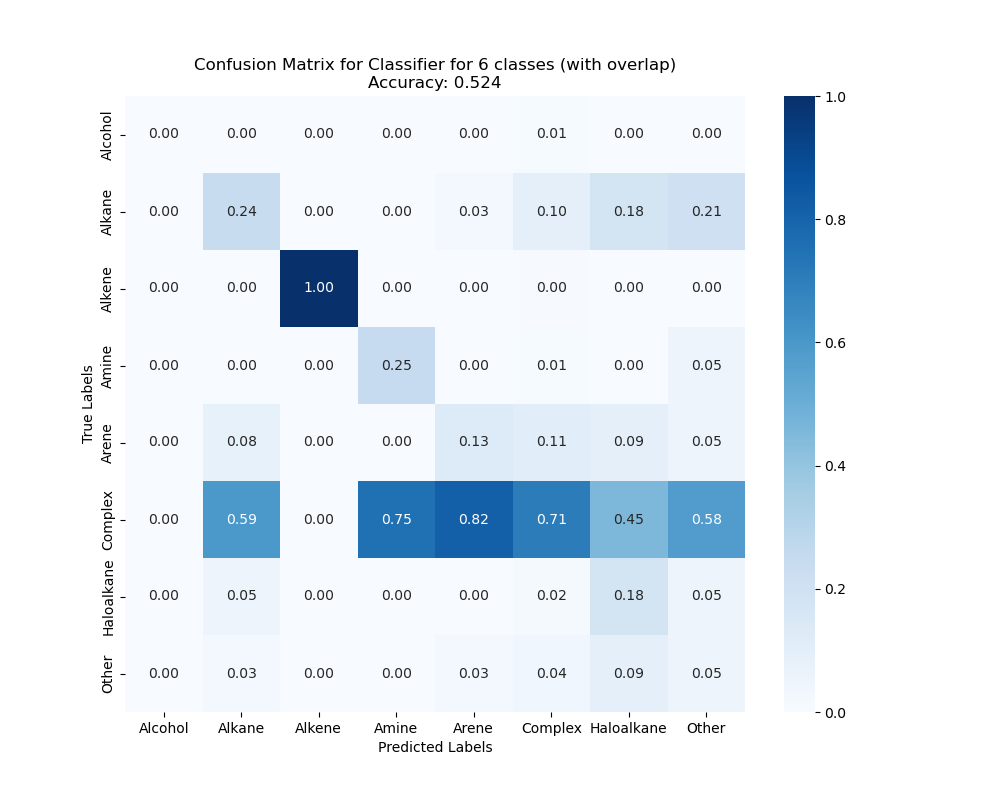 Confusion Matrix for Classifier for 6 classes (with overlap)
Accuracy: 0.524
True Labels
Alcohol 0.00 0.00 0.00 0.00 0.00 0.01 0.00 0.00
Alkane 0.00 0.24 0.00 0.00 0.03 0.10 0.18 0.21
Alkene 0.00 0.00 1.00 0.00 0.00 0.00 0.00 0.00
Amine 0.00 0.00 0.00 0.25 0.00 0.01 0.00 0.05
Arene 0.00 0.08 0.00 0.00 0.13 0.11 0.09 0.05
Complex 0.00 0.59 0.00 0.75 0.82 0.71 0.45 0.58
Haloalkane 0.00 0.05 0.00 0.00 0.00 0.02 0.18 0.05
Other 0.00 0.03 0.00 0.00 0.03 0.04 0.09 0.05
Alcohol Alkane Alkene Amine Arene Complex Haloalkane Other
Predicted Labels
1.0
0.8
0.6
0.4
0.2
0.0